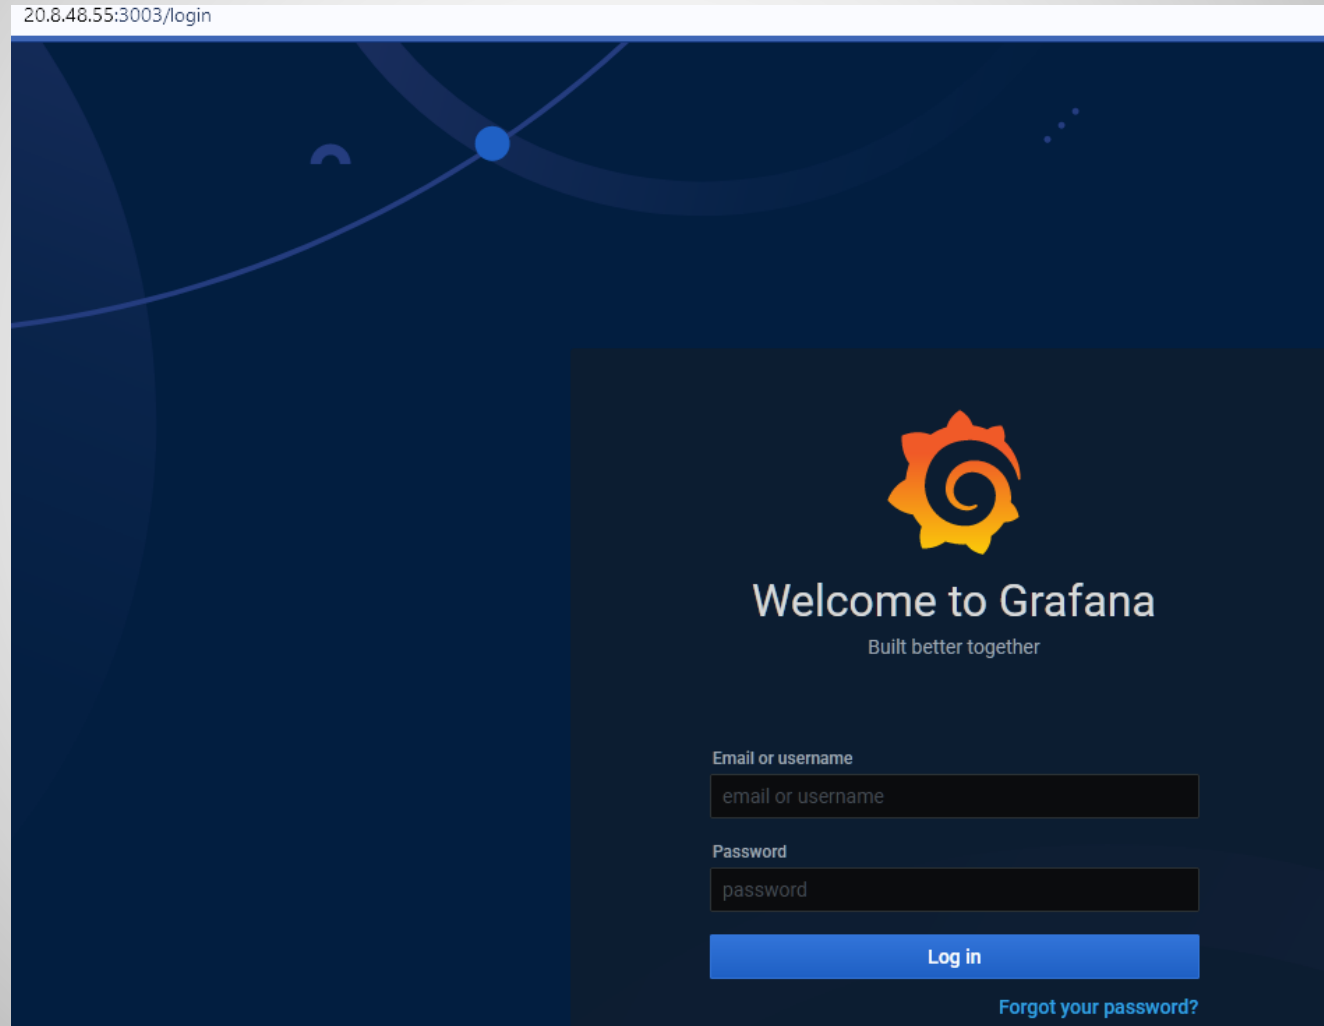 20.8.48.55:3003/login
Welcome to Grafana
Built better together
Email or username
email or username
Password
password
Log in
Forgot your password?